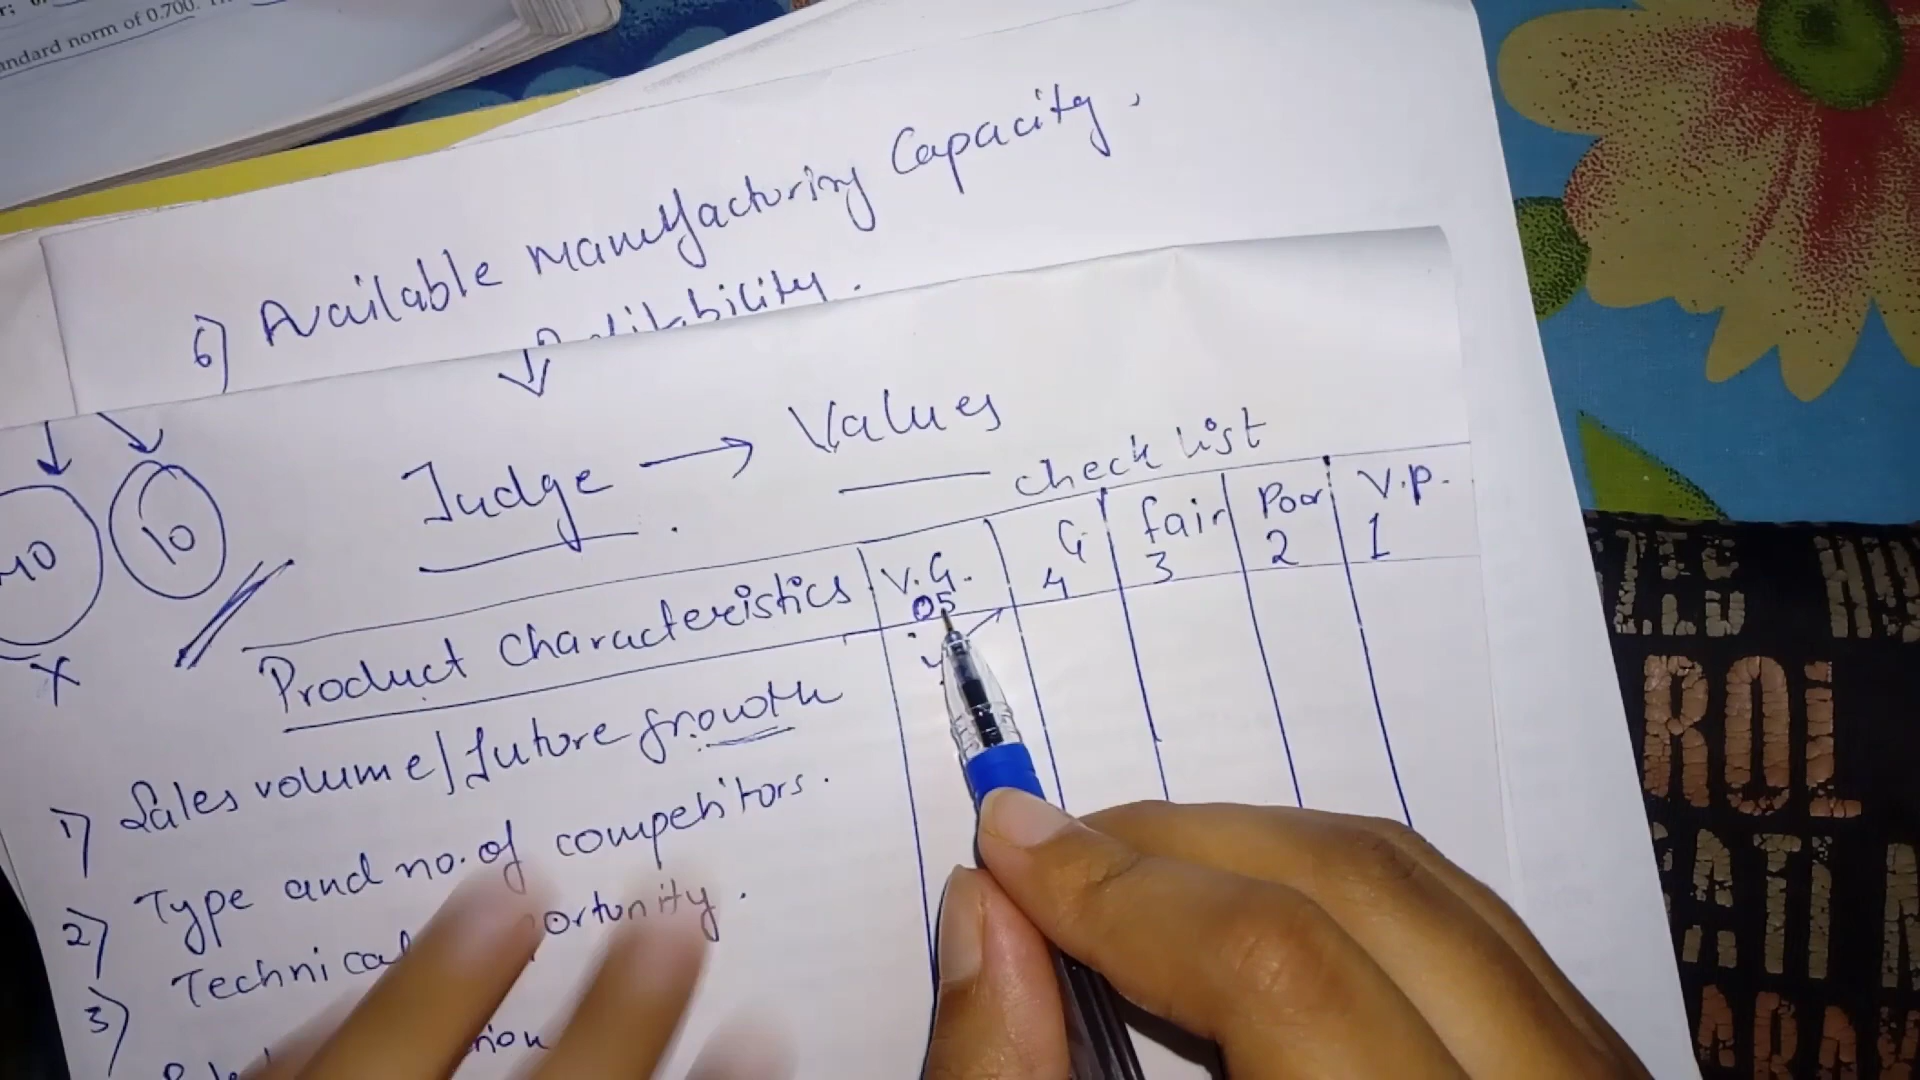 andard norm of 0.700.
6) Available manufacturing Capacity.
Profitability.
Judge → Values
check list
40
10
Product Characteristics V.G. G fair Poor V.P.
05 4 3 2 1
1) Sales volume/future growth
2) Type and no. of competitors.
3) Technical ortunity.